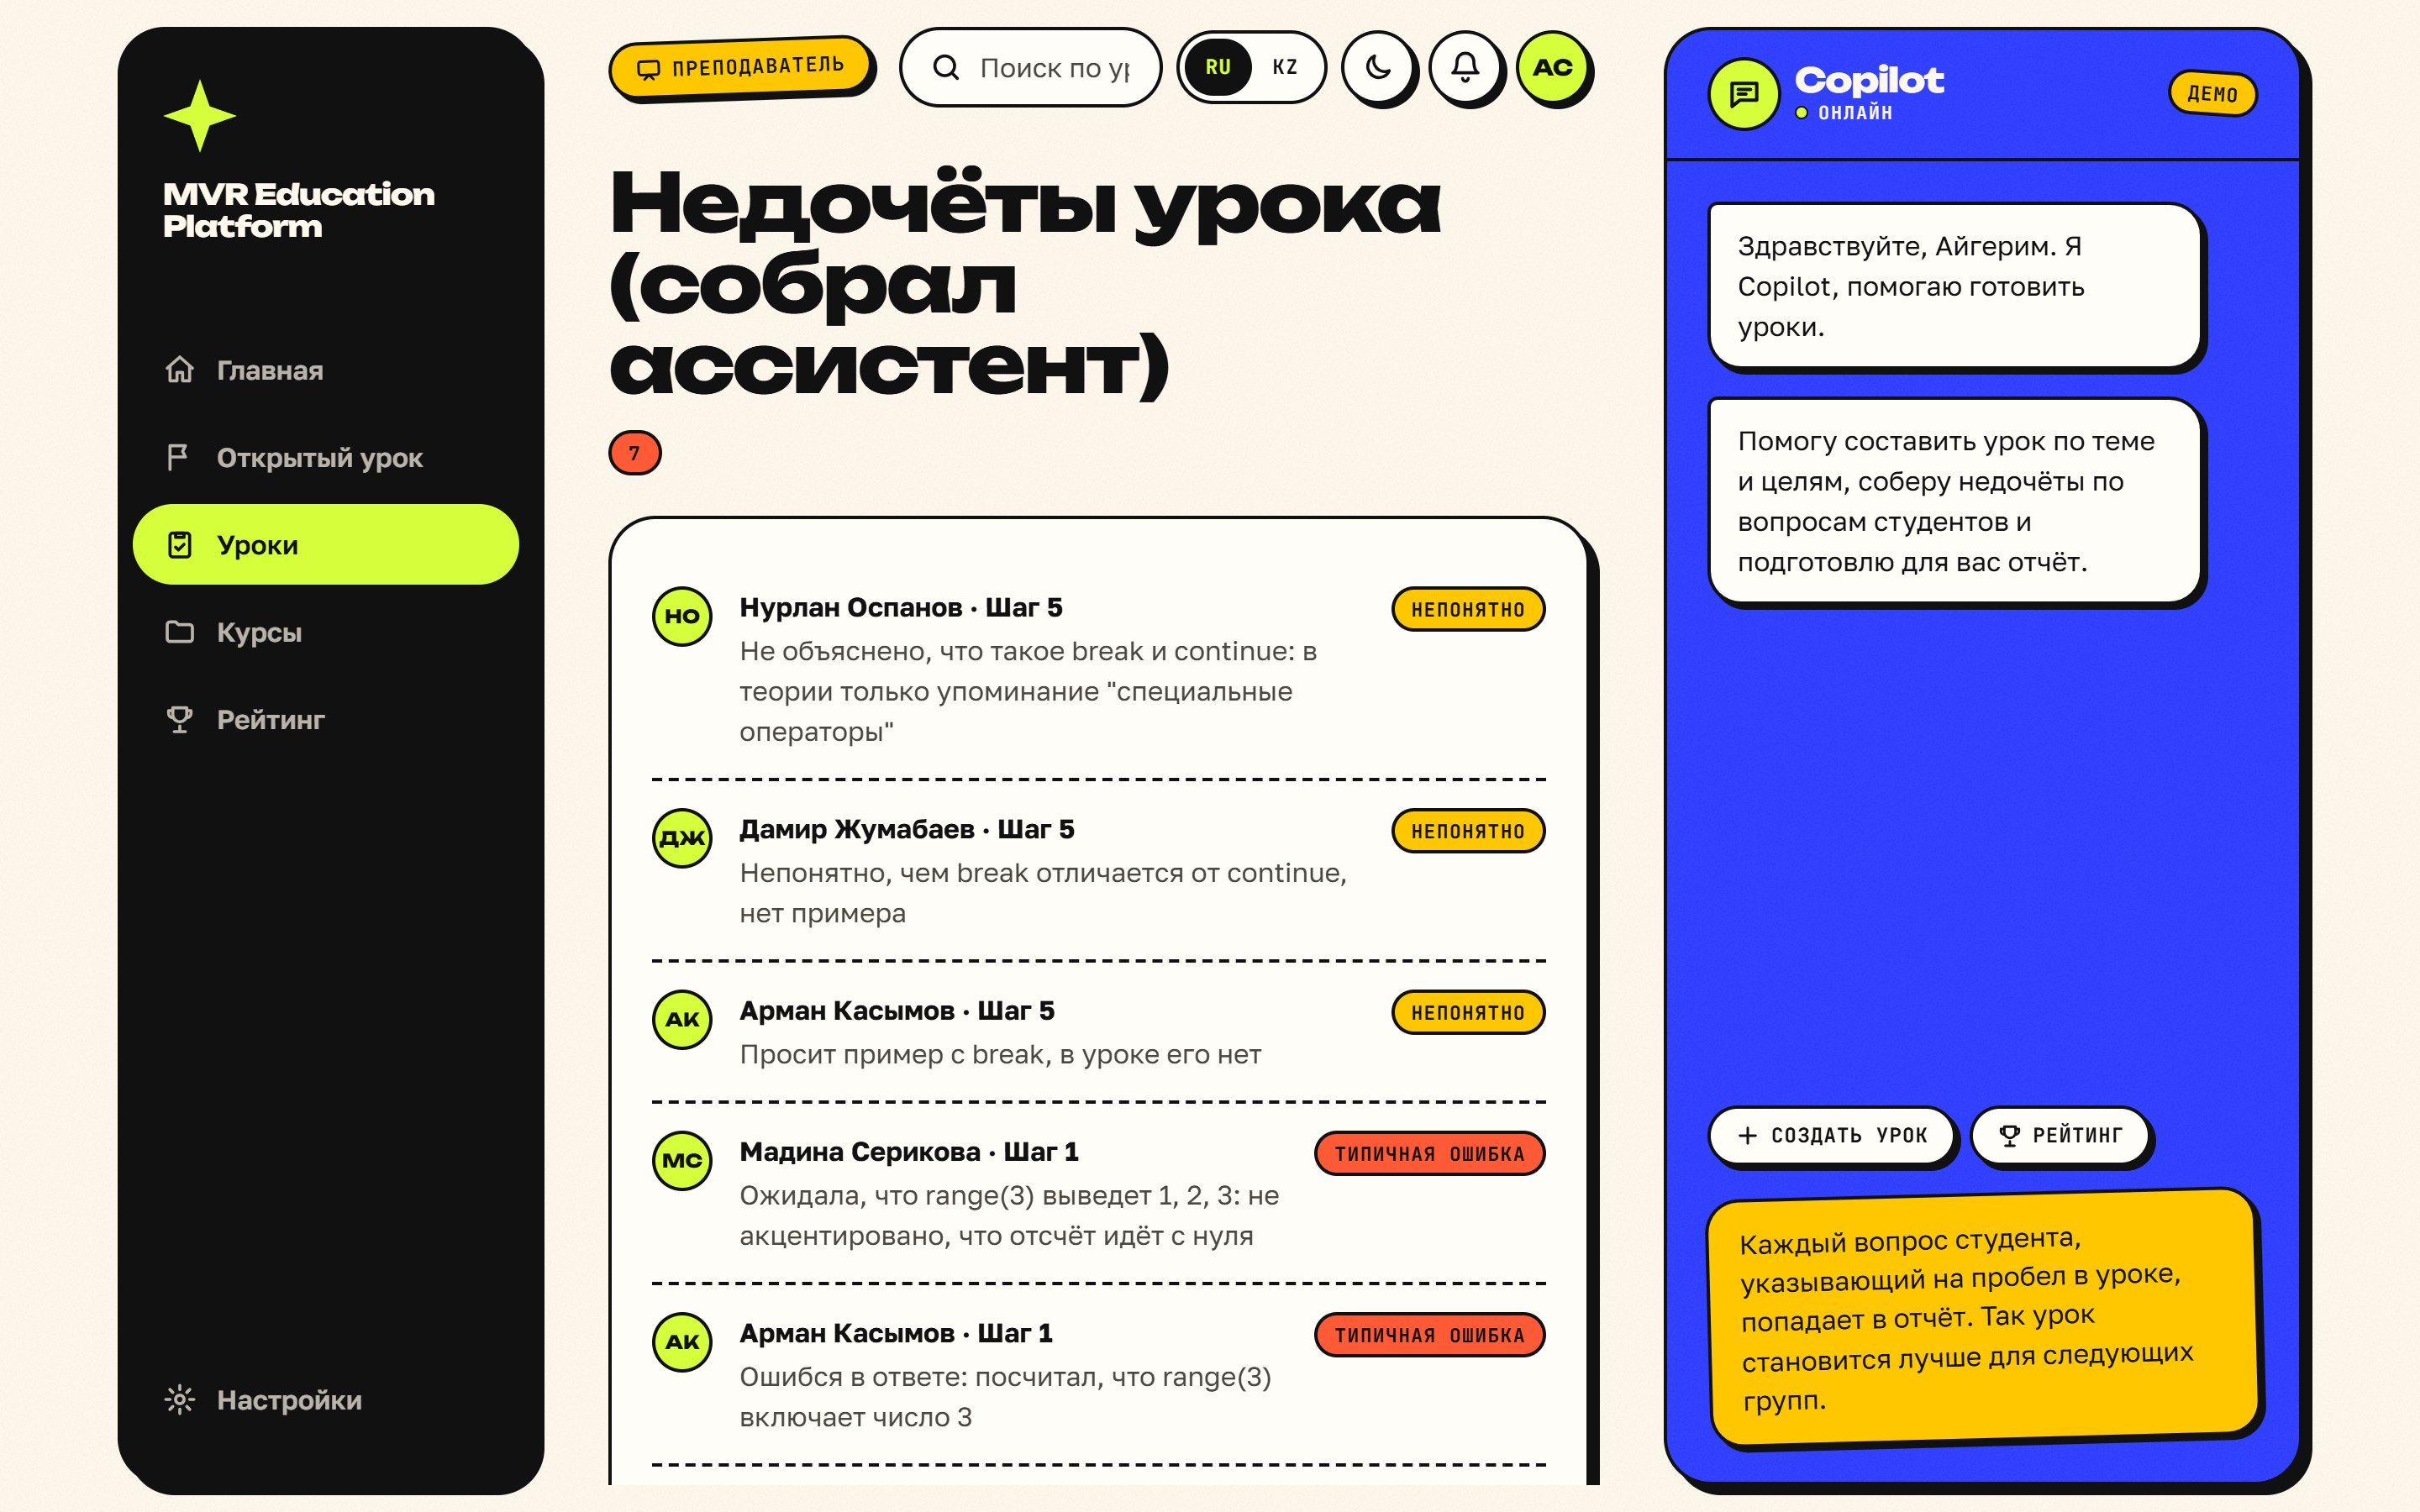 MVR Education
Platform
Главная
Открытый урок
Уроки
Курсы
Рейтинг
Настройки
ПРЕПОДАВАТЕЛЬ
Поиск по ур
RU
KZ
АС
Недочёты урока
(собрал
ассистент)
7
НО
Нурлан Оспанов · Шаг 5
НЕПОНЯТНО
Не объяснено, что такое break и continue: в
теории только упоминание "специальные
операторы"
ДЖ
Дамир Жумабаев · Шаг 5
НЕПОНЯТНО
Непонятно, чем break отличается от continue,
нет примера
АК
Арман Касымов · Шаг 5
НЕПОНЯТНО
Просит пример с break, в уроке его нет
МС
Мадина Серикова · Шаг 1
ТИПИЧНАЯ ОШИБКА
Ожидала, что range(3) выведет 1, 2, 3: не
акцентировано, что отсчёт идёт с нуля
АК
Арман Касымов · Шаг 1
ТИПИЧНАЯ ОШИБКА
Ошибся в ответе: посчитал, что range(3)
включает число 3
Copilot
ОНЛАЙН
ДЕМО
Здравствуйте, Айгерим. Я
Copilot, помогаю готовить
уроки.
Помогу составить урок по теме
и целям, соберу недочёты по
вопросам студентов и
подготовлю для вас отчёт.
СОЗДАТЬ УРОК
РЕЙТИНГ
Каждый вопрос студента,
указывающий на пробел в уроке,
попадает в отчёт. Так урок
становится лучше для следующих
групп.